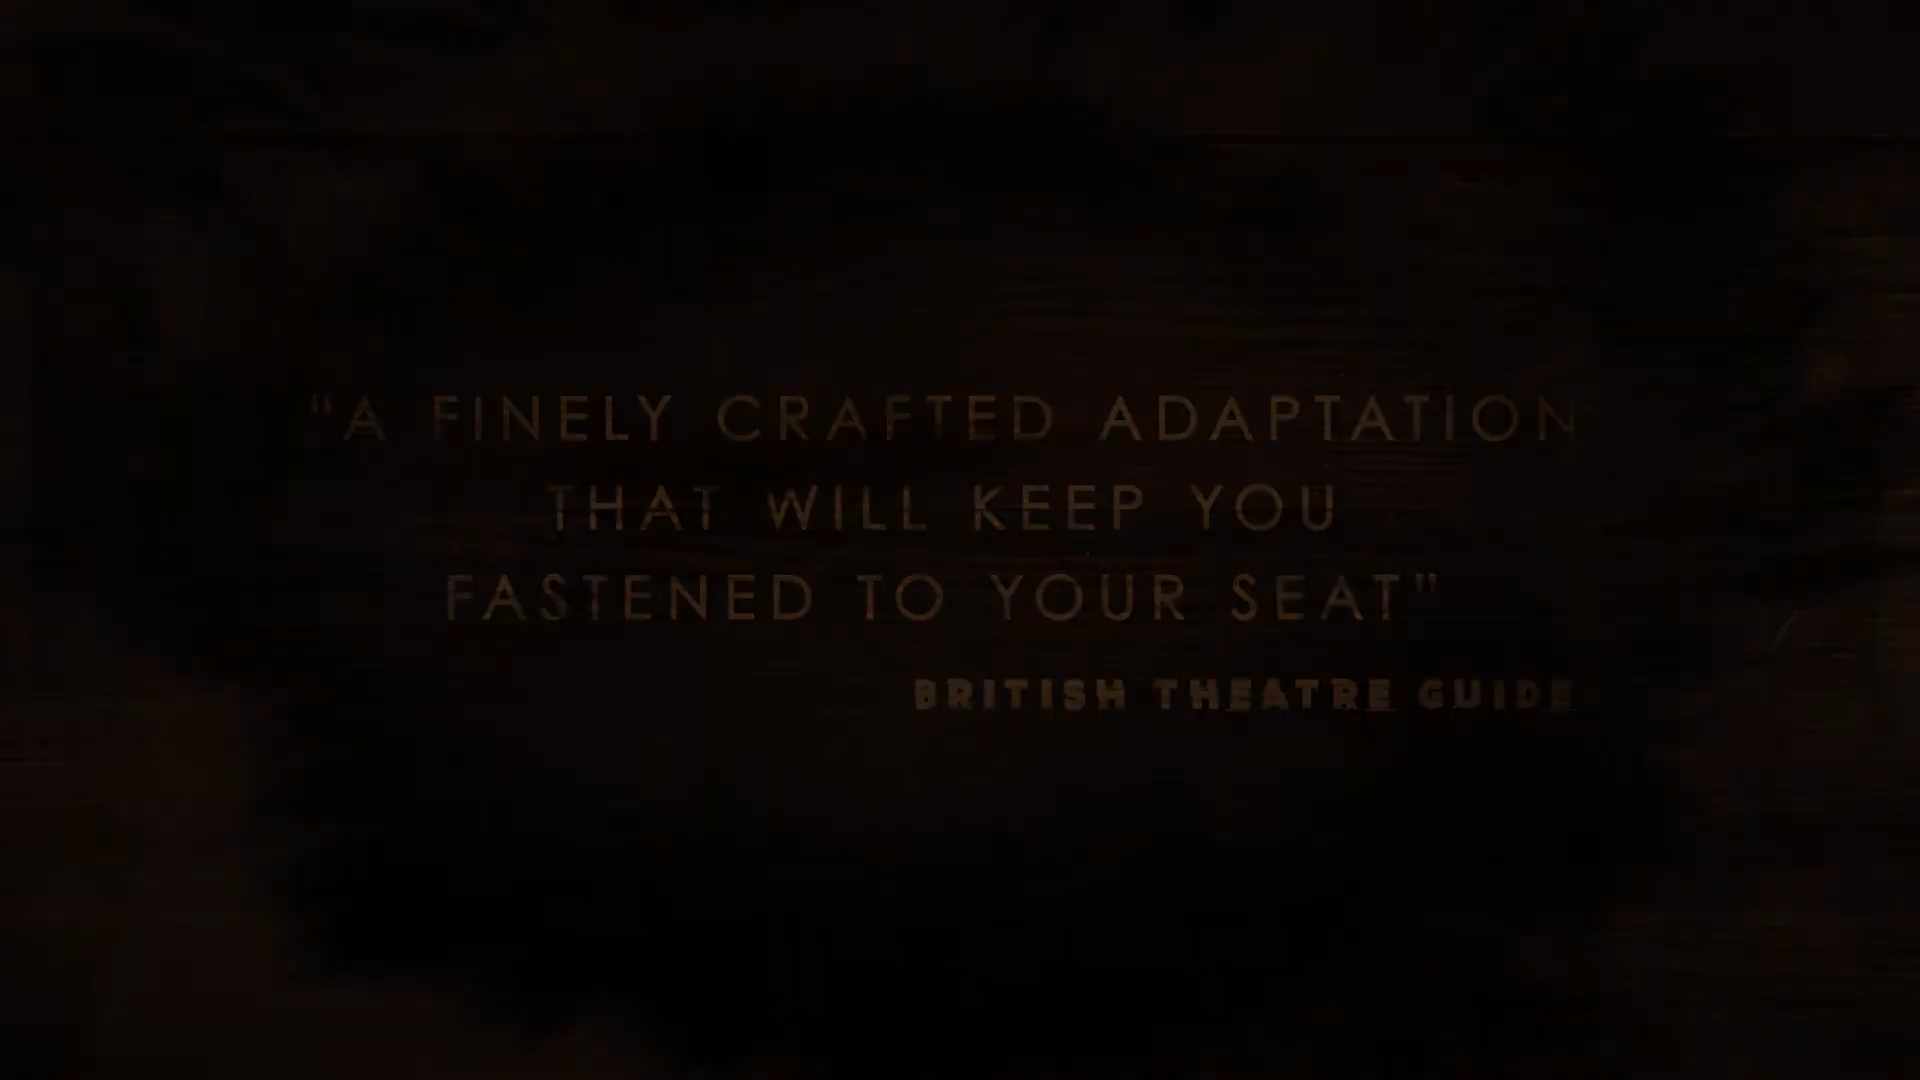 "A FINELY CRAFTED ADAPTATION
THAT WILL KEEP YOU
FASTENED TO YOUR SEAT"
BRITISH THEATRE GUIDE